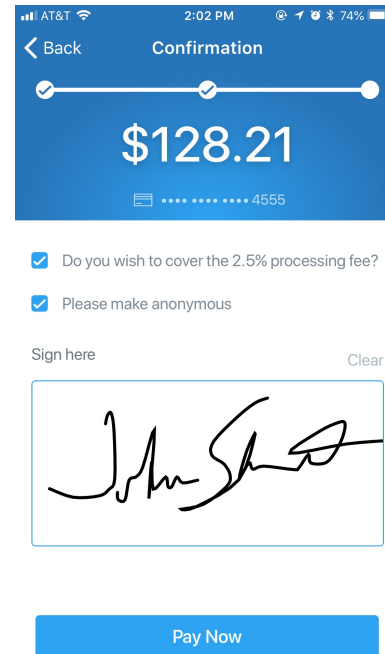 AT&T 2:02 PM 74%
Back Confirmation
$128.21
•••• •••• •••• 4555
Do you wish to cover the 2.5% processing fee?
Please make anonymous
Sign here Clear
John
Pay Now